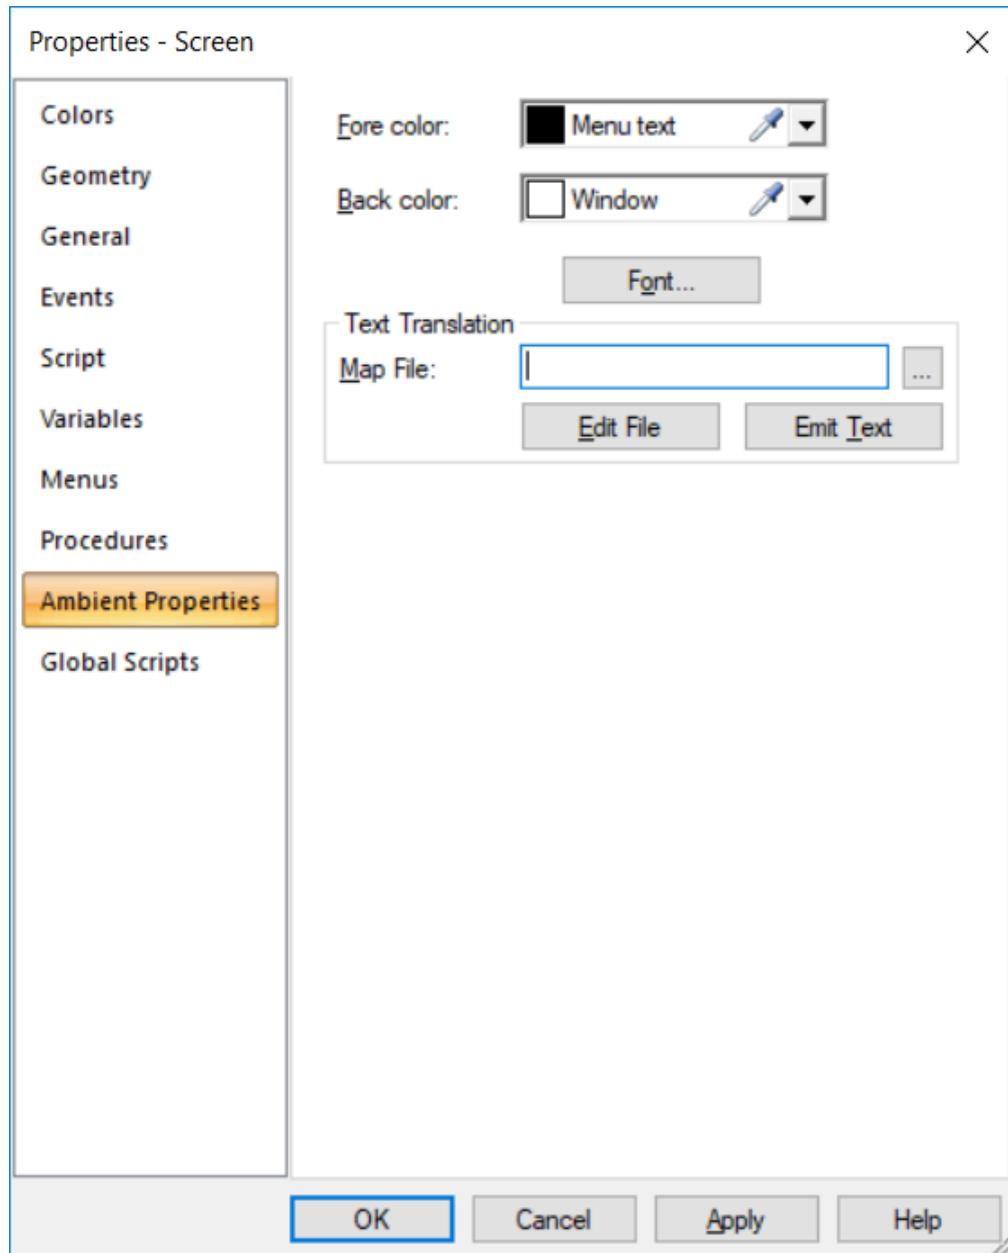 Properties - Screen
Colors
Geometry
General
Events
Script
Variables
Menus
Procedures
Ambient Properties
Global Scripts
Fore color: Menu text
Back color: Window
Font...
Text Translation
Map File: ...
Edit File Emit Text
OK Cancel Apply Help